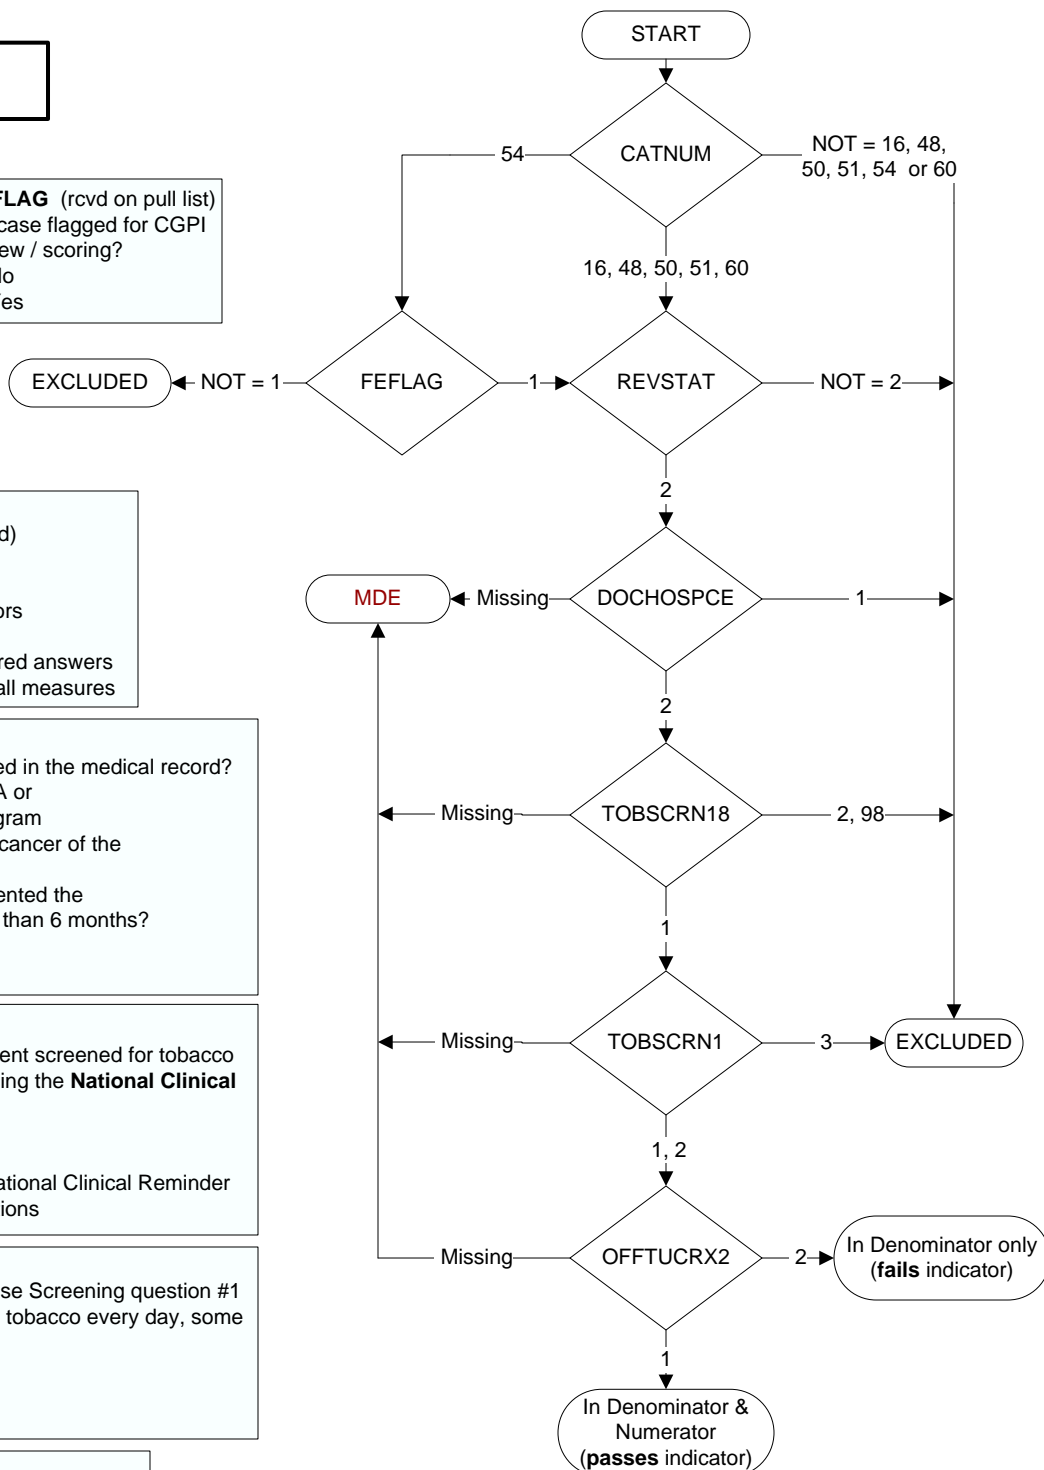 START
CATNUM
54
NOT = 16, 48,
50, 51, 54 or 60
16, 48, 50, 51, 60
FLAG (rcvd on pull list)
case flagged for CGPI
ew / scoring?
lo
es
EXCLUDED
NOT = 1
FEFLAG
1
REVSTAT
NOT = 2
2
d)
ors
red answers
all measures
MDE
Missing
DOCHOSPCE
1
2
ed in the medical record?
A or
gram
cancer of the
ented the
than 6 months?
Missing
TOBSCRN18
2, 98
1
ent screened for tobacco
ing the National Clinical
ational Clinical Reminder
tions
Missing
TOBSCRN1
3
EXCLUDED
1, 2
se Screening question #1
tobacco every day, some
Missing
OFFTUCRX2
2
In Denominator only
(fails indicator)
1
In Denominator &
Numerator
(passes indicator)